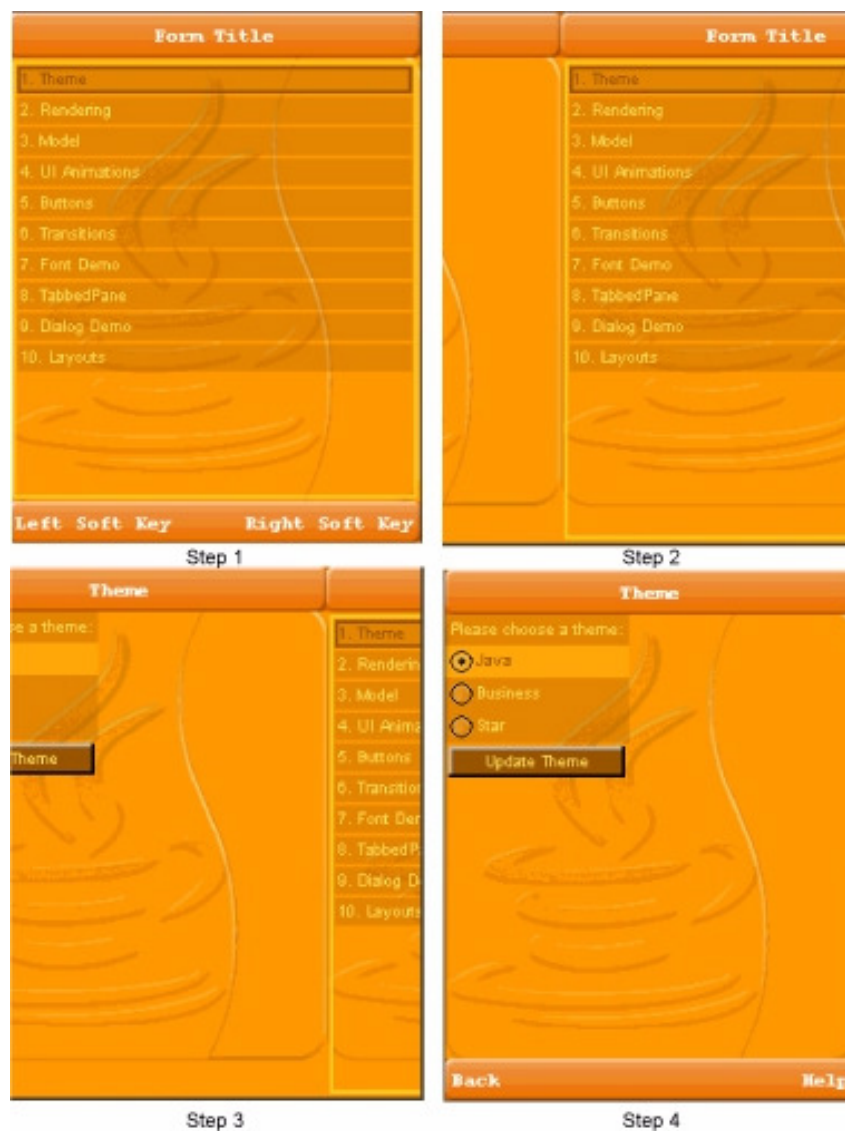 Form Title
1. Theme
2. Rendering
3. Model
4. UI Animations
5. Buttons
6. Transitions
7. Font Demo
8. TabbedPane
9. Dialog Demo
10. Layouts
Left Soft Key Right Soft Key
Step 1
Form Title
1. Theme
2. Rendering
3. Model
4. UI Animations
5. Buttons
6. Transitions
7. Font Demo
8. TabbedPane
9. Dialog Demo
10. Layouts
Step 2
Theme
se a theme:
Theme
1. Theme
2. Renderin
3. Model
4. UI Anima
5. Buttons
6. Transition
7. Font Der
8. TabbedP
9. Dialog D
10. Layouts
Step 3
Theme
Please choose a theme:
Java
Business
Star
Update Theme
Back Help
Step 4